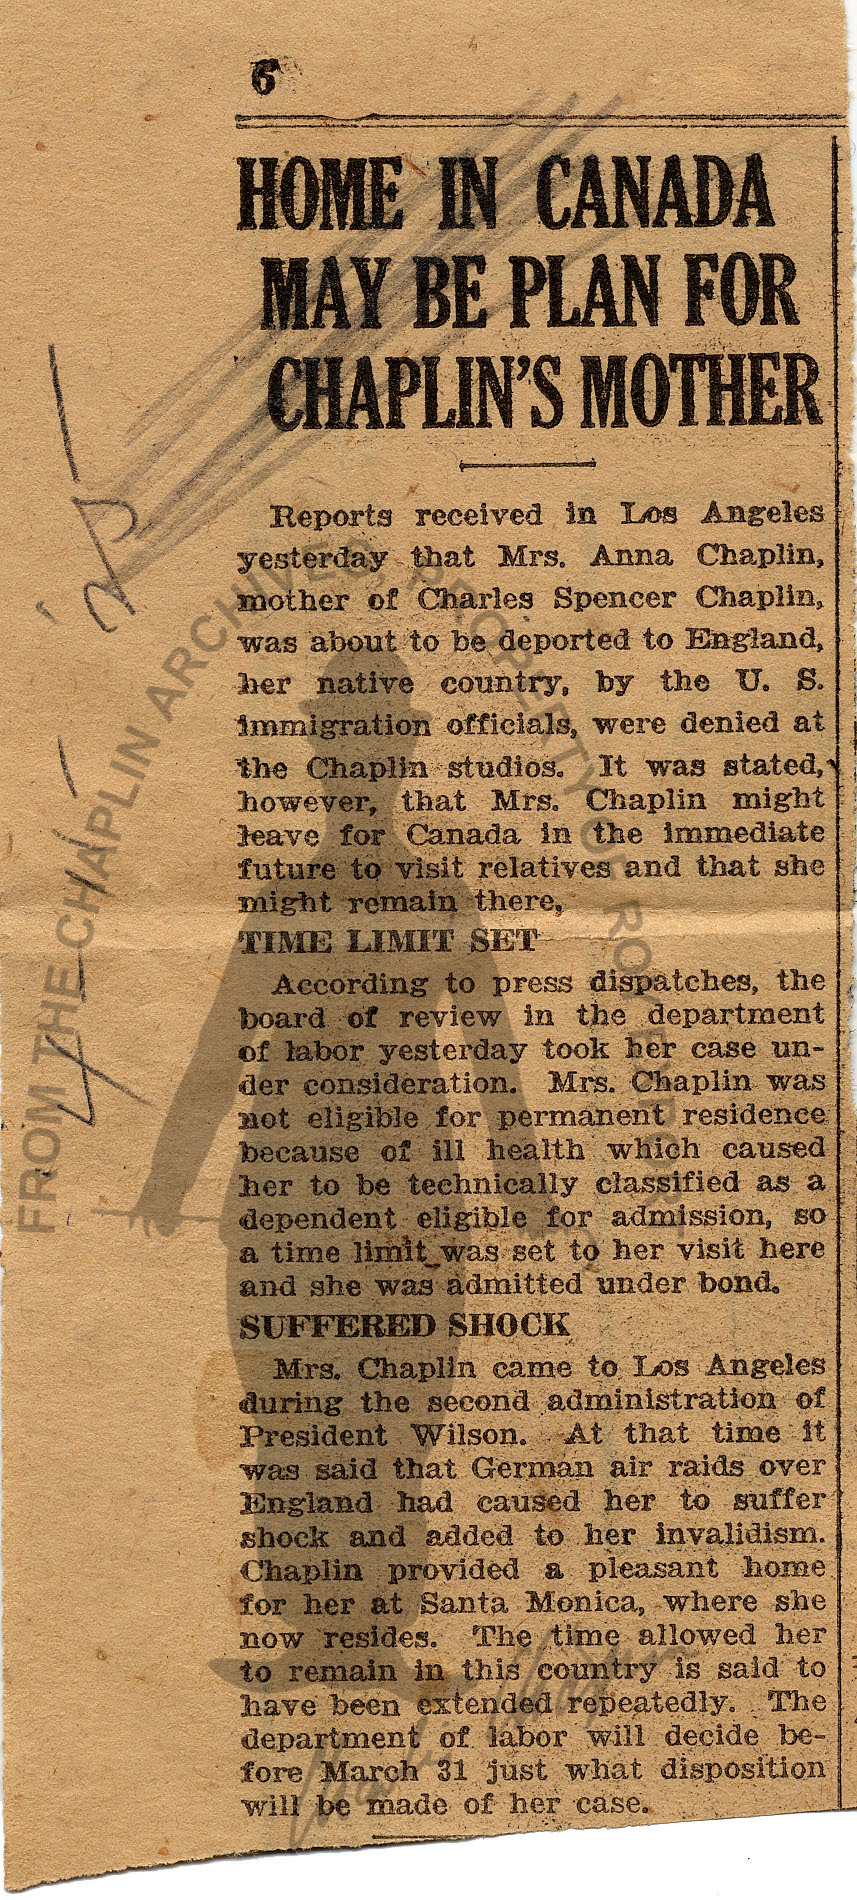 6
HOME IN CANADA
MAY BE PLAN FOR
CHAPLIN'S MOTHER
Reports received in Los Angeles
yesterday that Mrs. Anna Chaplin,
mother of Charles Spencer Chaplin,
was about to be deported to England,
her native country, by the U. S.
immigration officials, were denied at
the Chaplin studios. It was stated,
however, that Mrs. Chaplin might
leave for Canada in the immediate
future to visit relatives and that she
might remain there.
TIME LIMIT SET
According to press dispatches, the
board of review in the department
of labor yesterday took her case un-
der consideration. Mrs. Chaplin was
not eligible for permanent residence
because of ill health which caused
her to be technically classified as a
dependent eligible for admission, so
a time limit was set to her visit here
and she was admitted under bond.
SUFFERED SHOCK
Mrs. Chaplin came to Los Angeles
during the second administration of
President Wilson. At that time it
was said that German air raids over
England had caused her to suffer
shock and added to her invalidism.
Chaplin provided a pleasant home
for her at Santa Monica, where she
now resides. The time allowed her
to remain in this country is said to
have been extended repeatedly. The
department of labor will decide be-
fore March 31 just what disposition
will be made of her case.
FROM THE CHAPLIN ARCHIVES, PROPERTY OF ROY